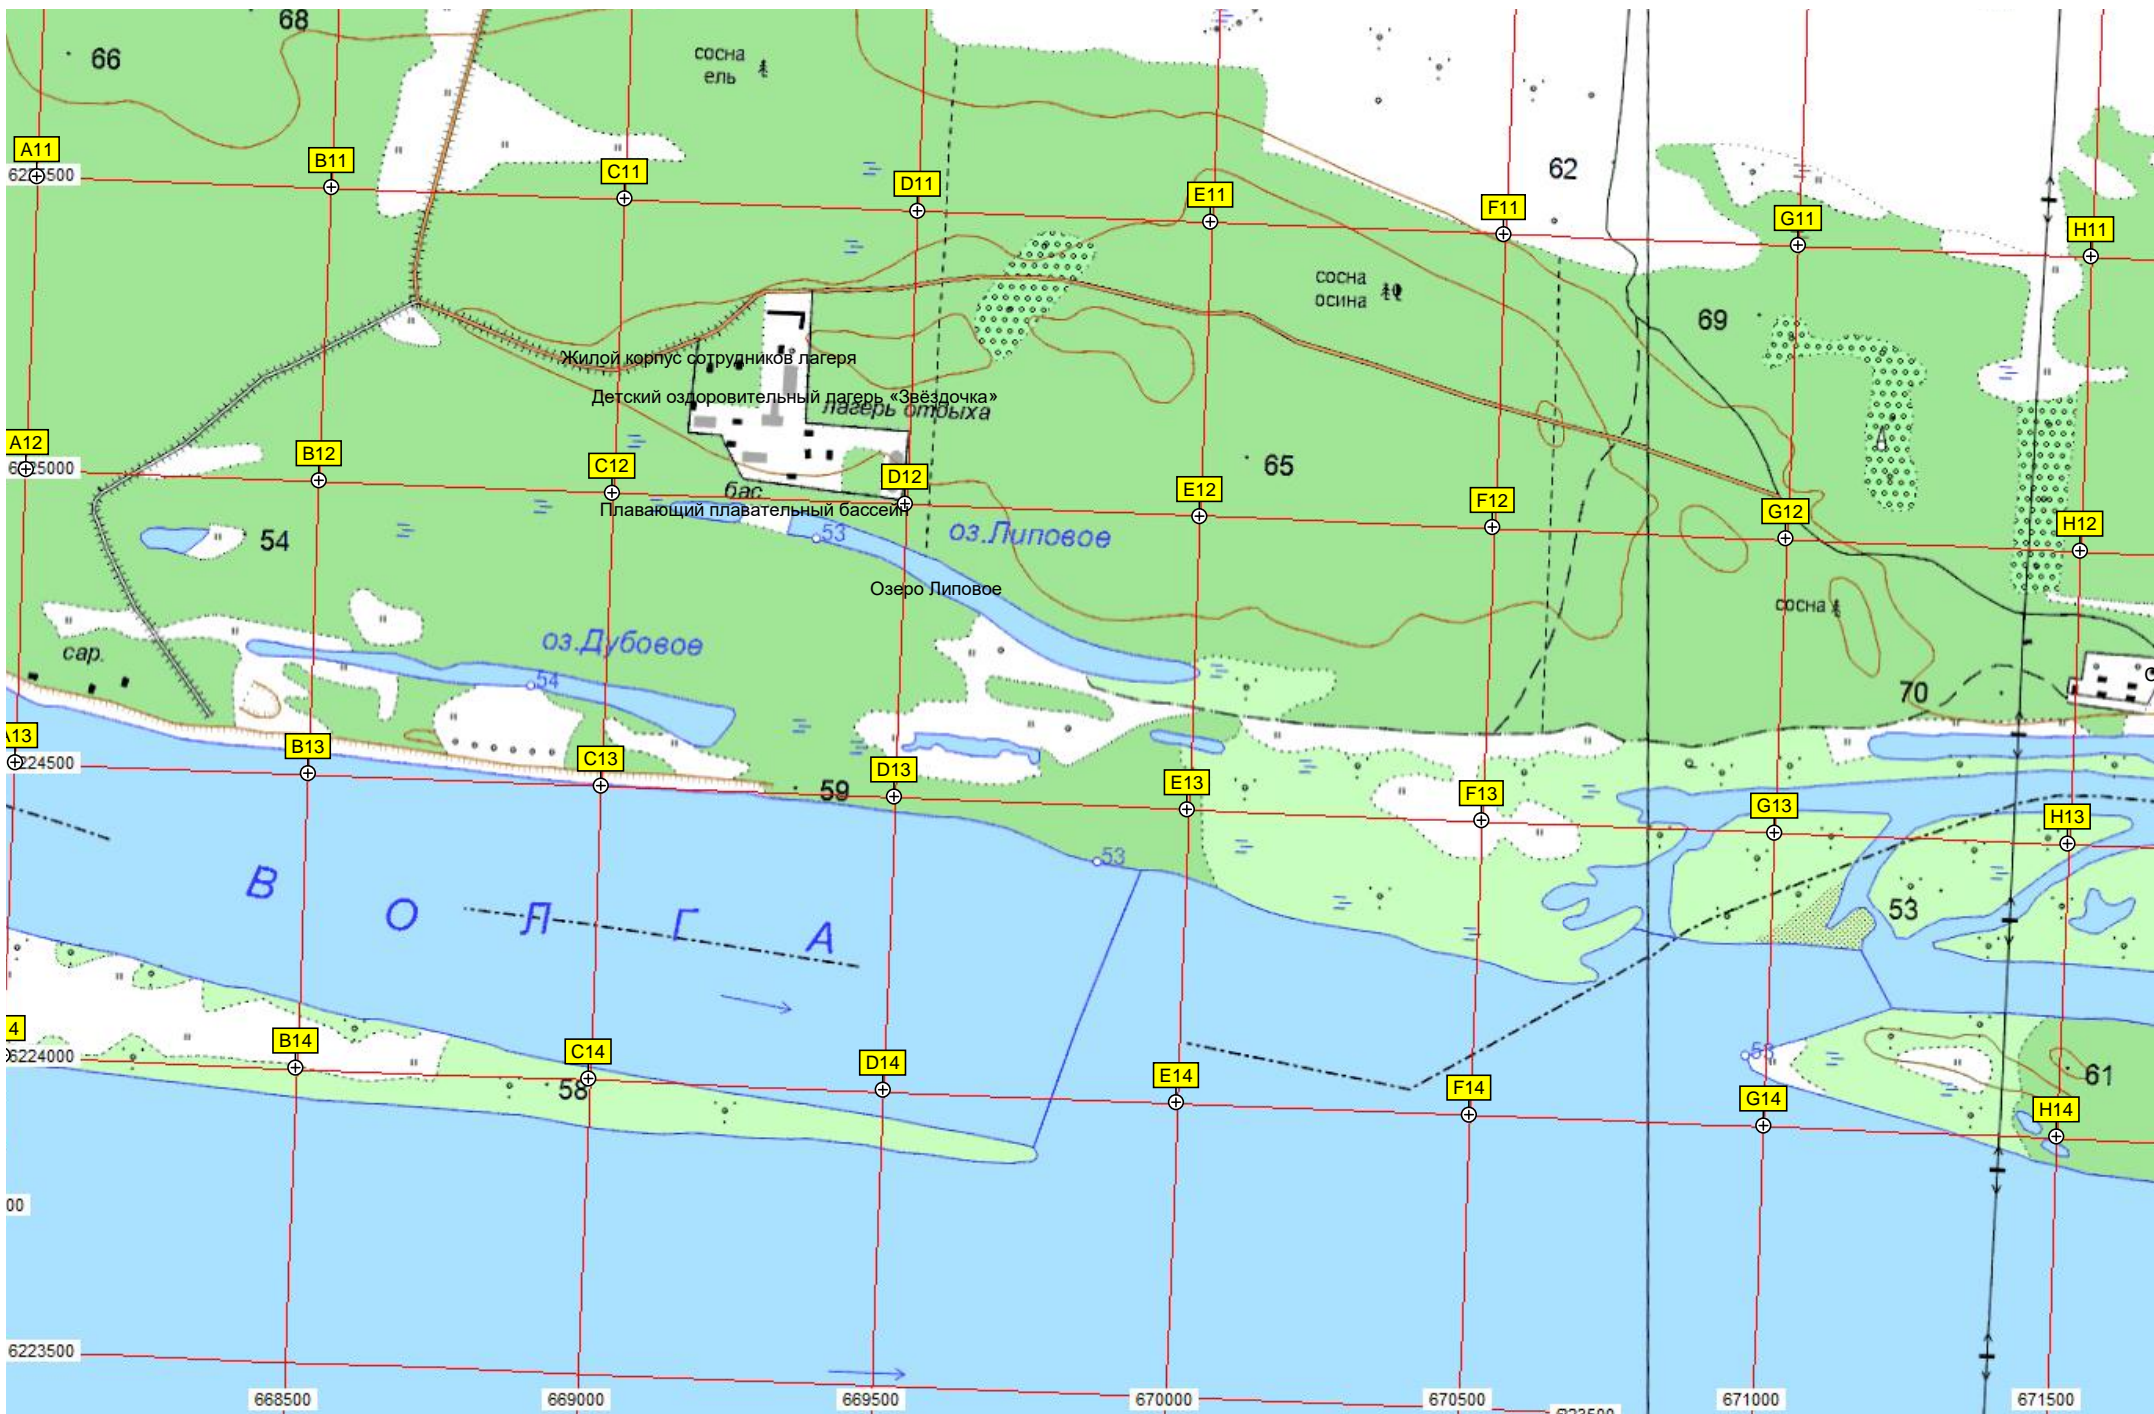 68
66
сосна
ель
62
A11
B11
C11
D11
E11
F11
G11
H11
сосна
осина
69
Жилой корпус сотрудников лагеря
Детский оздоровительный лагерь «Звёздочка»
лагерь отдыха
A12
B12
C12
D12
E12
F12
G12
H12
65
бас
Плавающий плавательный бассейн
53
оз.Липовое
54
Озеро Липовое
сосна
оз.Дубовое
сар.
54
70
A13
B13
C13
D13
E13
F13
G13
H13
59
53
53
В О Л Г А
4
6224000
B14
C14
D14
E14
F14
G14
H14
58
53
61
00
6223500
668500
669000
669500
670000
670500
671000
671500